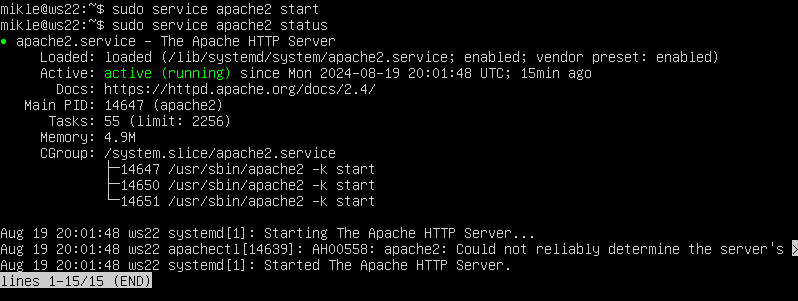 mikle@ws22:~$ sudo service apache2 start
mikle@ws22:~$ sudo service apache2 status
● apache2.service - The Apache HTTP Server
     Loaded: loaded (/lib/systemd/system/apache2.service; enabled; vendor preset: enabled)
     Active: active (running) since Mon 2024-08-19 20:01:48 UTC; 15min ago
       Docs: https://httpd.apache.org/docs/2.4/
   Main PID: 14647 (apache2)
      Tasks: 55 (limit: 2256)
     Memory: 4.9M
     CGroup: /system.slice/apache2.service
             ├─14647 /usr/sbin/apache2 -k start
             ├─14650 /usr/sbin/apache2 -k start
             └─14651 /usr/sbin/apache2 -k start

Aug 19 20:01:48 ws22 systemd[1]: Starting The Apache HTTP Server...
Aug 19 20:01:48 ws22 apachectl[14639]: AH00558: apache2: Could not reliably determine the server's >
Aug 19 20:01:48 ws22 systemd[1]: Started The Apache HTTP Server.
lines 1-15/15 (END)